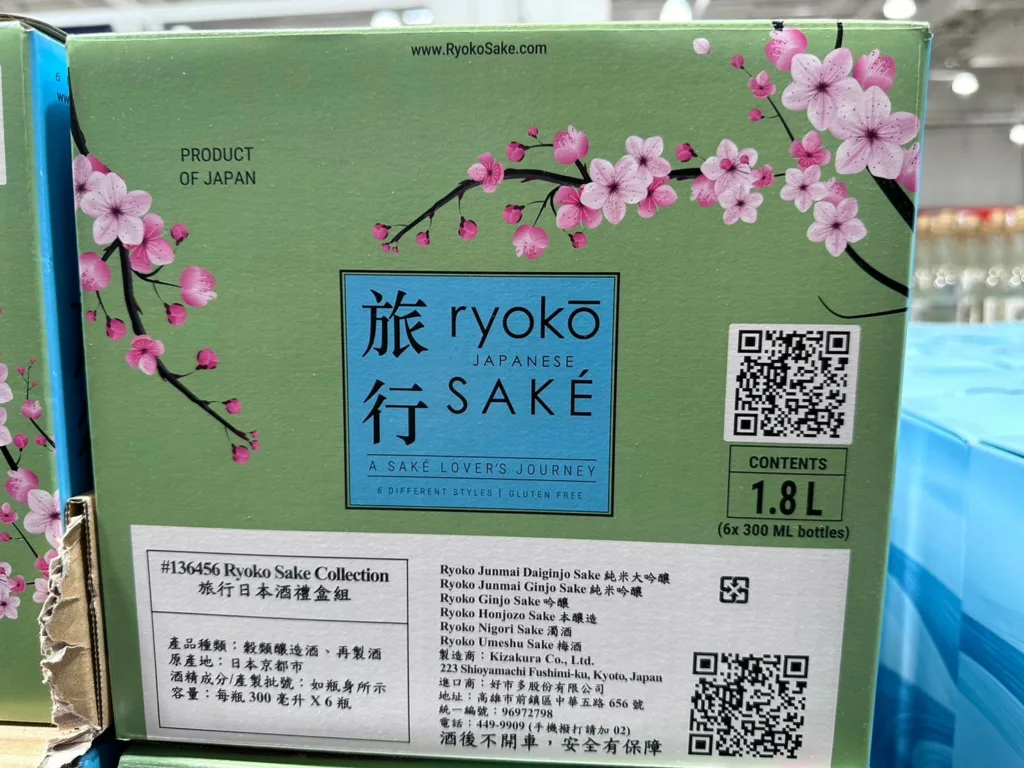 www.RyokoSake.com
PRODUCT
OF JAPAN
旅行
ryokō
JAPANESE
SAKÉ
A SAKÉ LOVER'S JOURNEY
6 DIFFERENT STYLES | GLUTEN FREE
CONTENTS
1.8 L
(6x 300 ML bottles)
#136456 Ryoko Sake Collection
旅行日本酒禮盒組
產品種類：穀類釀造酒、再製酒
原產地：日本京都市
酒精成分/產製批號：如瓶身所示
容量：每瓶 300 毫升 X 6 瓶
Ryoko Junmai Daiginjo Sake 純米大吟釀
Ryoko Junmai Ginjo Sake 純米吟釀
Ryoko Ginjo Sake 吟釀
Ryoko Honjozo Sake 本釀造
Ryoko Nigori Sake 濁酒
Ryoko Umeshu Sake 梅酒
製造商：Kizakura Co., Ltd.
223 Shioyamachi Fushimi-ku, Kyoto, Japan
進口商：好市多股份有限公司
地址：高雄市前鎮區中華五路 656 號
統一編號：96972798
電話：449-9909 (手機撥打請加 02)
酒後不開車，安全有保障